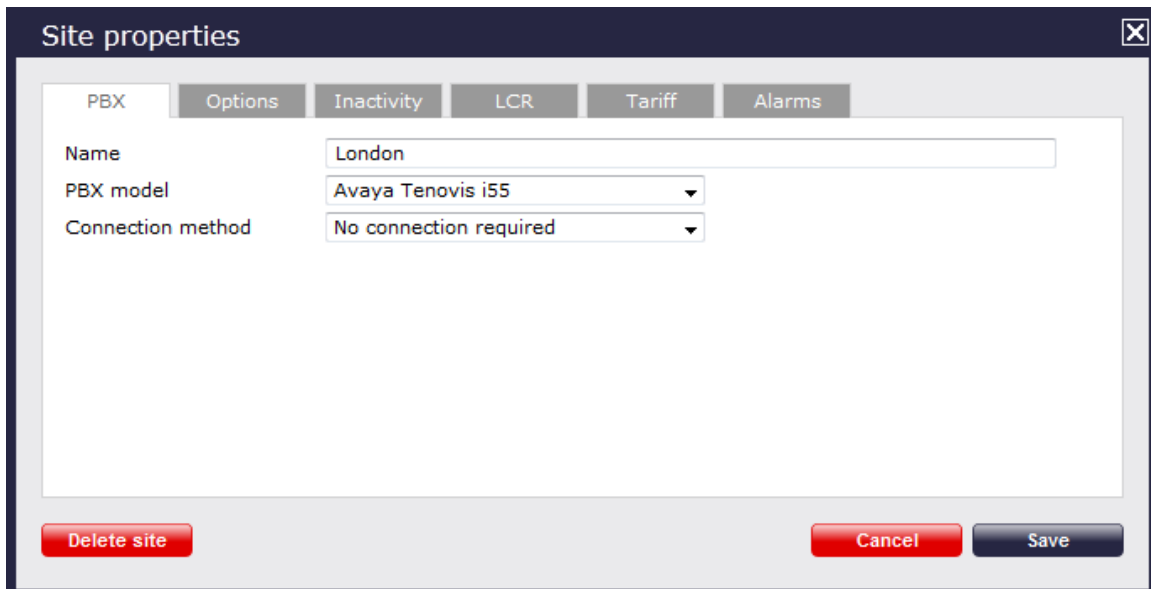 Site properties
PBX Options Inactivity LCR Tariff Alarms
Name London
PBX model Avaya Tenovis i55
Connection method No connection required
Delete site Cancel Save